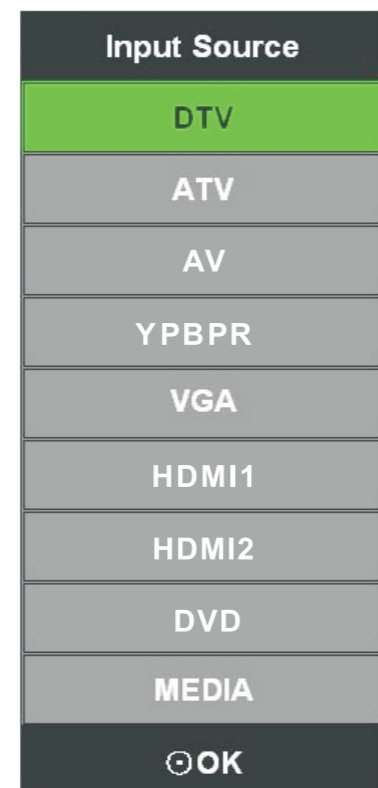 Input Source
DTV
ATV
AV
YPBPR
VGA
HDMI1
HDMI2
DVD
MEDIA
⊙OK